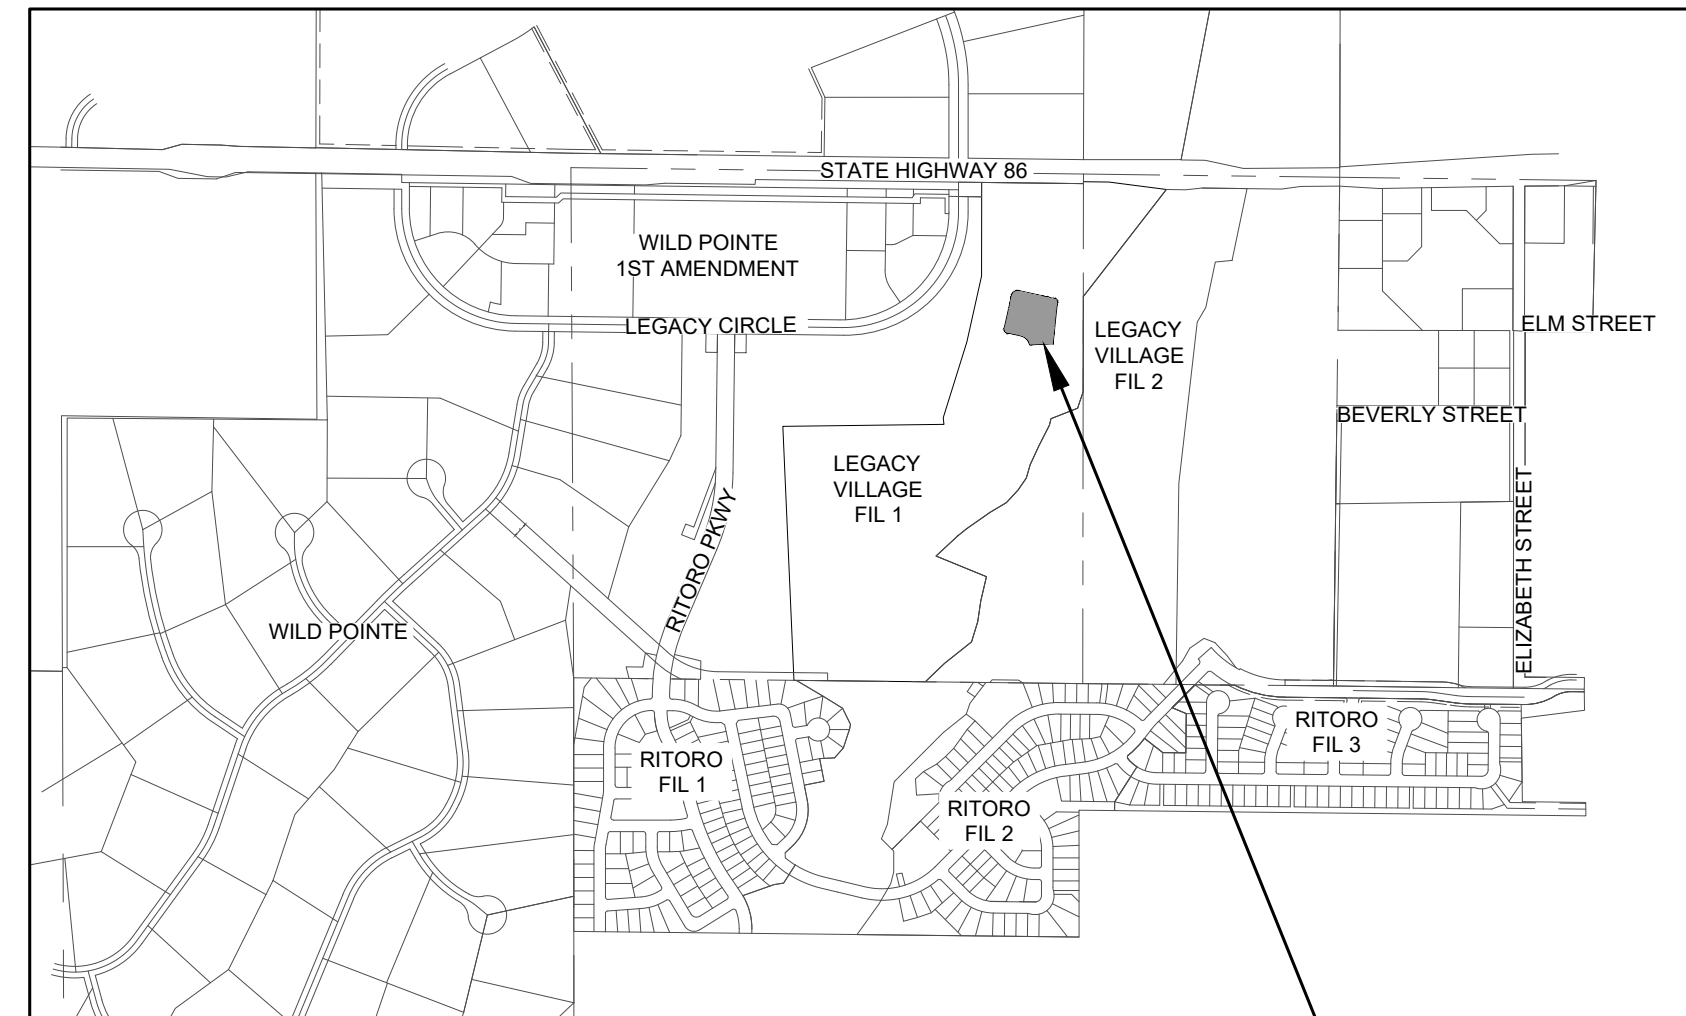 STATE HIGHWAY 86
WILD POINTE
1ST AMENDMENT
LEGACY CIRCLE
LEGACY
VILLAGE
FIL 2
ELM STREET
BEVERLY STREET
LEGACY
VILLAGE
FIL 1
RITORO PKWY
ELIZABETH STREET
WILD POINTE
RITORO
FIL 3
RITORO
FIL 1
RITORO
FIL 2